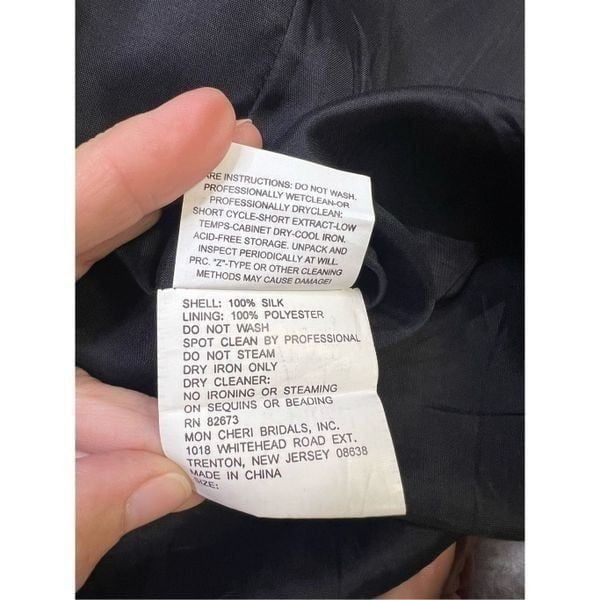 ARE INSTRUCTIONS: DO NOT WASH.
PROFESSIONALLY WETCLEAN-OR
PROFESSIONALLY DRYCLEAN:
SHORT CYCLE-SHORT EXTRACT-LOW
TEMPS-CABINET DRY-COOL IRON.
ACID-FREE STORAGE. UNPACK AND
INSPECT PERIODICALLY AT WILL.
PRC. "Z"-TYPE OR OTHER CLEANING
METHODS MAY CAUSE DAMAGE!
SHELL: 100% SILK
LINING: 100% POLYESTER
DO NOT WASH
SPOT CLEAN BY PROFESSIONAL
DO NOT STEAM
DRY IRON ONLY
DRY CLEANER:
NO IRONING OR STEAMING
ON SEQUINS OR BEADING
RN 82673
MON CHERI BRIDALS, INC.
1018 WHITEHEAD ROAD EXT.
TRENTON, NEW JERSEY 08638
MADE IN CHINA
SIZE: